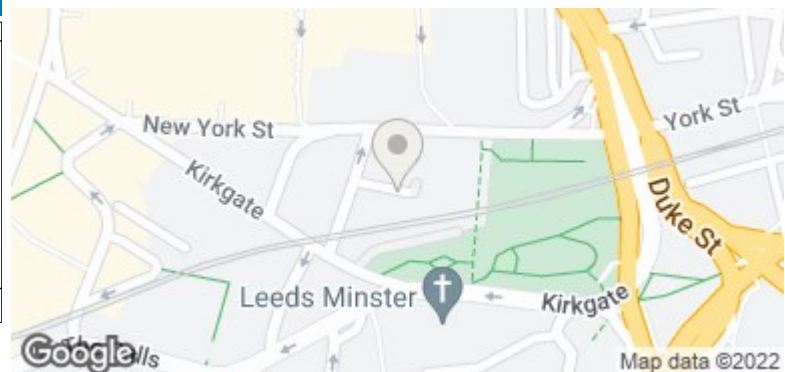 New York St
York St
Kirkgate
Duke St
Leeds Minster
Kirkgate
Google
Map data ©2022